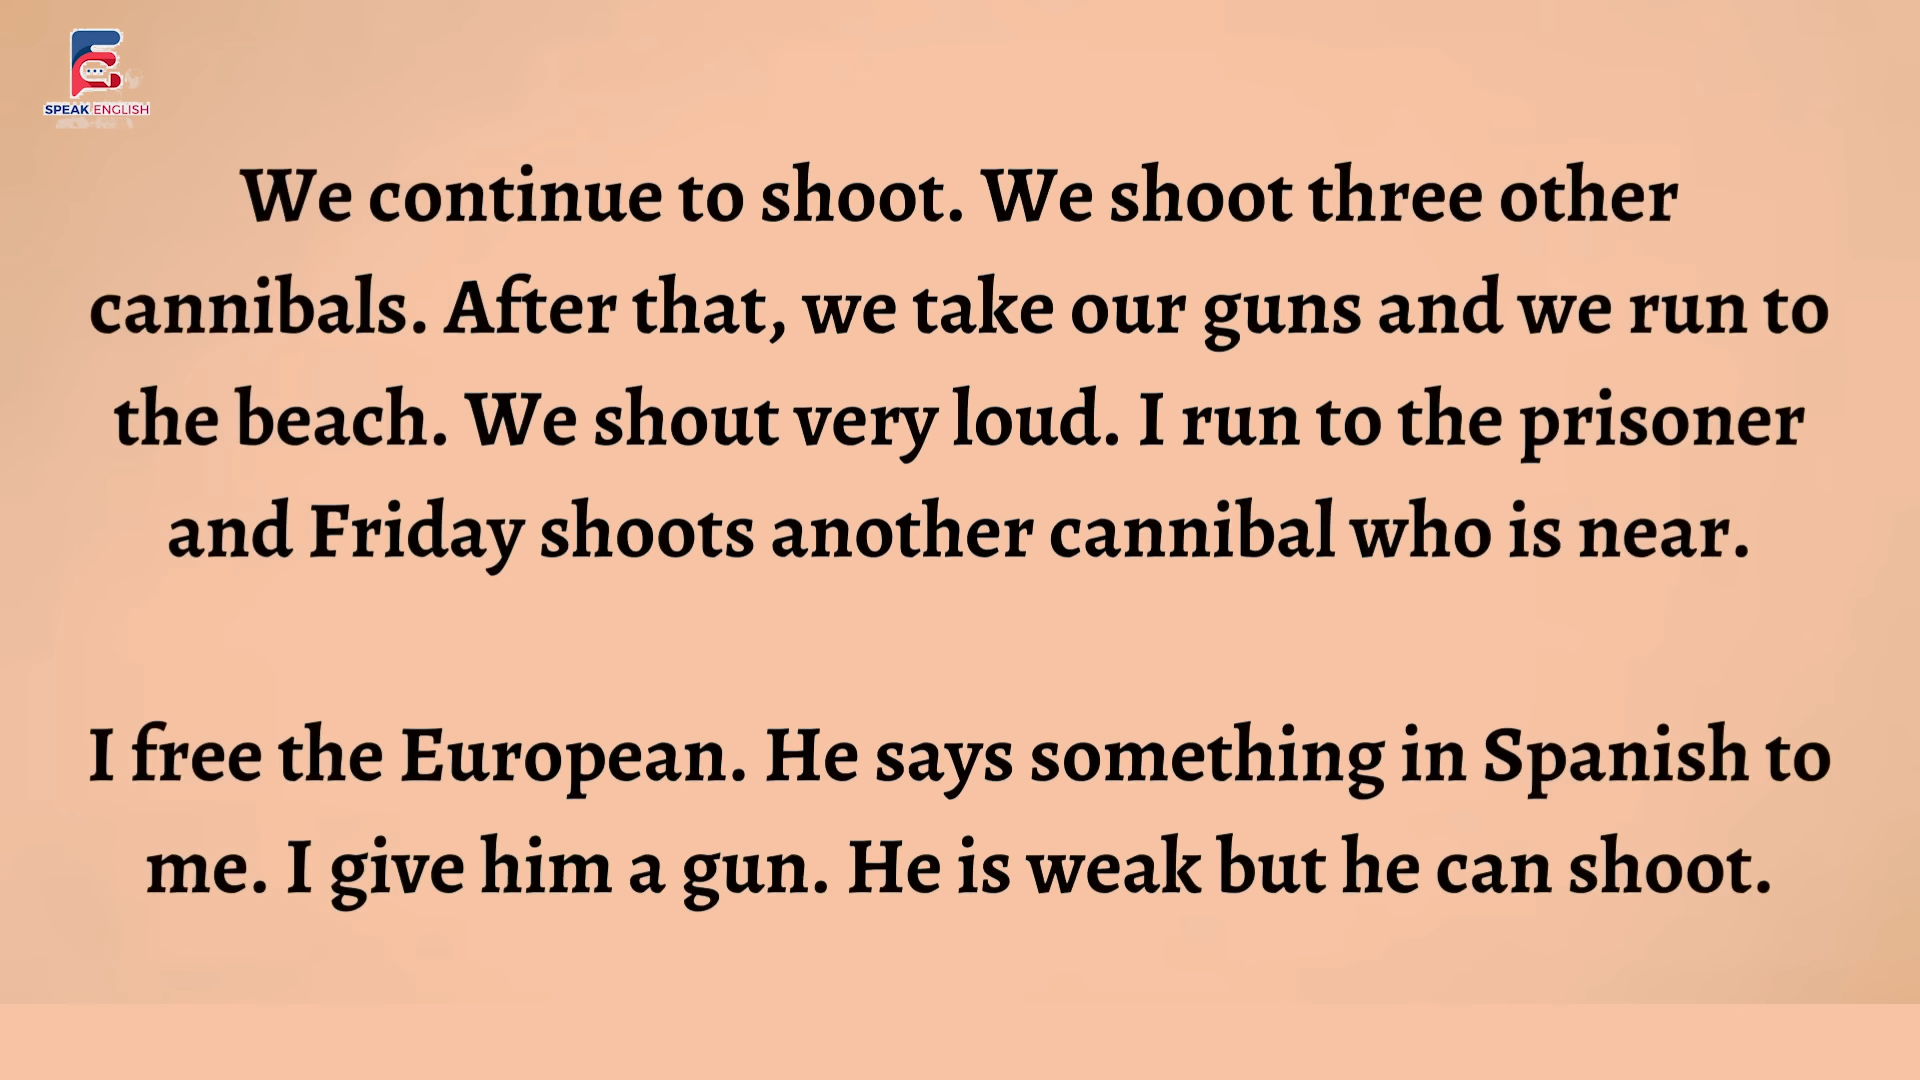 SPEAK ENGLISH
We continue to shoot. We shoot three other
cannibals. After that, we take our guns and we run to
the beach. We shout very loud. I run to the prisoner
and Friday shoots another cannibal who is near.
I free the European. He says something in Spanish to
me. I give him a gun. He is weak but he can shoot.